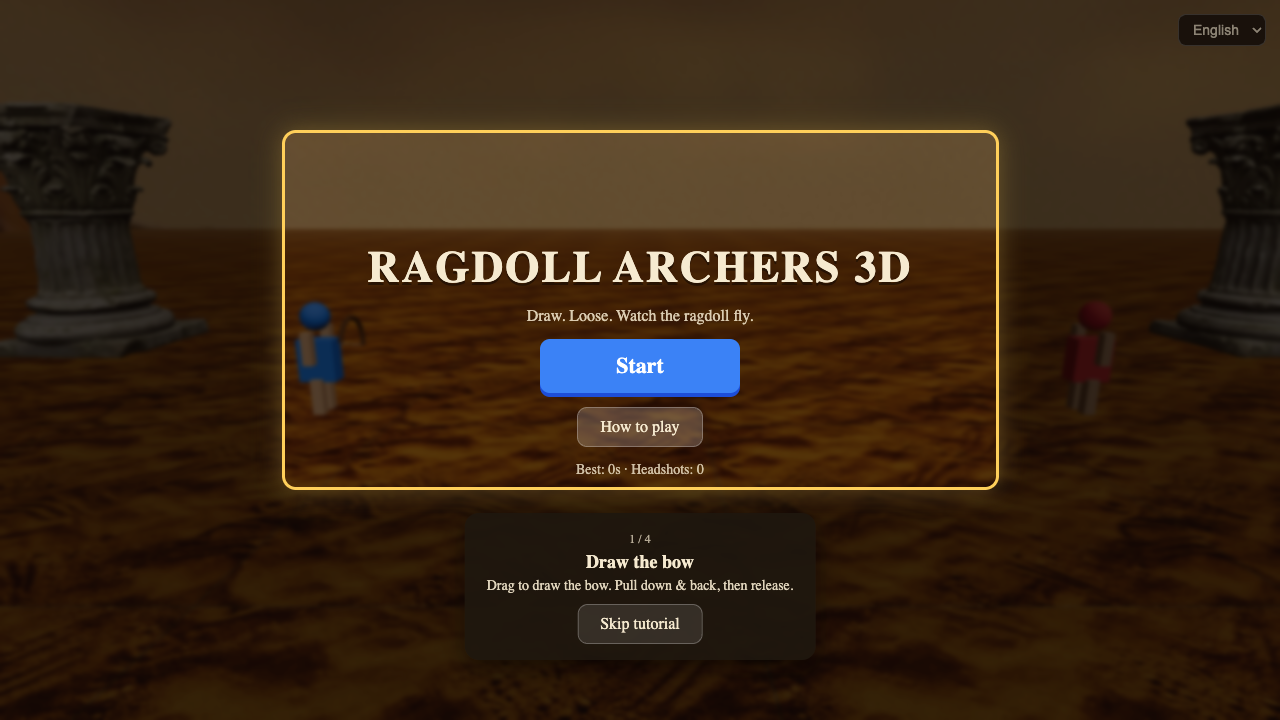 English
RAGDOLL ARCHERS 3D
Draw. Loose. Watch the ragdoll fly.
Start
How to play
Best: 0s · Headshots: 0
1 / 4
Draw the bow
Drag to draw the bow. Pull down & back, then release.
Skip tutorial